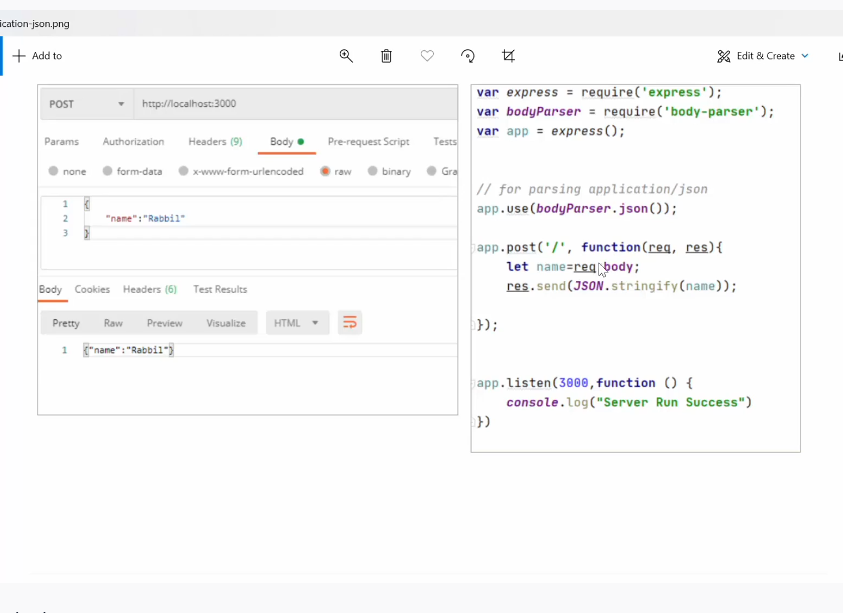 ication-json.png
Add to
Edit & Create
POST
http://localhost:3000
Params Authorization Headers (9) Body Pre-request Script Tests
none form-data x-www-form-urlencoded raw binary Gra
1 {
2 "name":"Rabbil"
3 }
Body Cookies Headers (6) Test Results
Pretty Raw Preview Visualize HTML
1 {"name":"Rabbil"}
var express = require('express');
var bodyParser = require('body-parser');
var app = express();
// for parsing application/json
app.use(bodyParser.json());
app.post('/', function(req, res){
let name=req.body;
res.send(JSON.stringify(name));
});
app.listen(3000,function () {
console.log("Server Run Success")
})